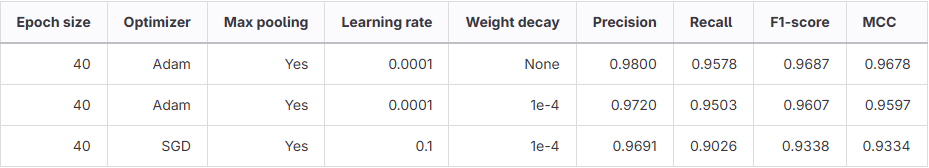 Epoch size Optimizer Max pooling Learning rate Weight decay Precision Recall F1-score MCC
40 Adam Yes 0.0001 None 0.9800 0.9578 0.9687 0.9678
40 Adam Yes 0.0001 1e-4 0.9720 0.9503 0.9607 0.9597
40 SGD Yes 0.1 1e-4 0.9691 0.9026 0.9338 0.9334